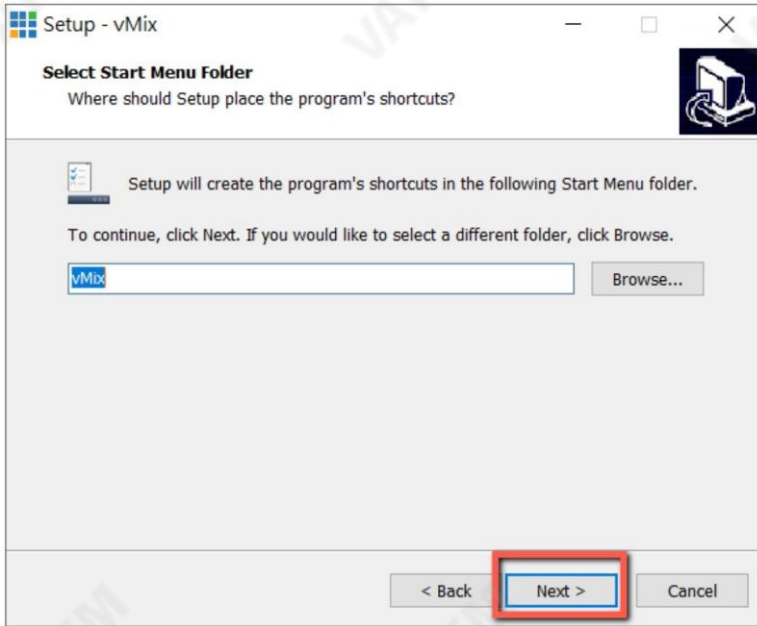 Setup - vMix
Select Start Menu Folder
Where should Setup place the program's shortcuts?
Setup will create the program's shortcuts in the following Start Menu folder.
To continue, click Next. If you would like to select a different folder, click Browse.
vMix
Browse...
< Back
Next >
Cancel